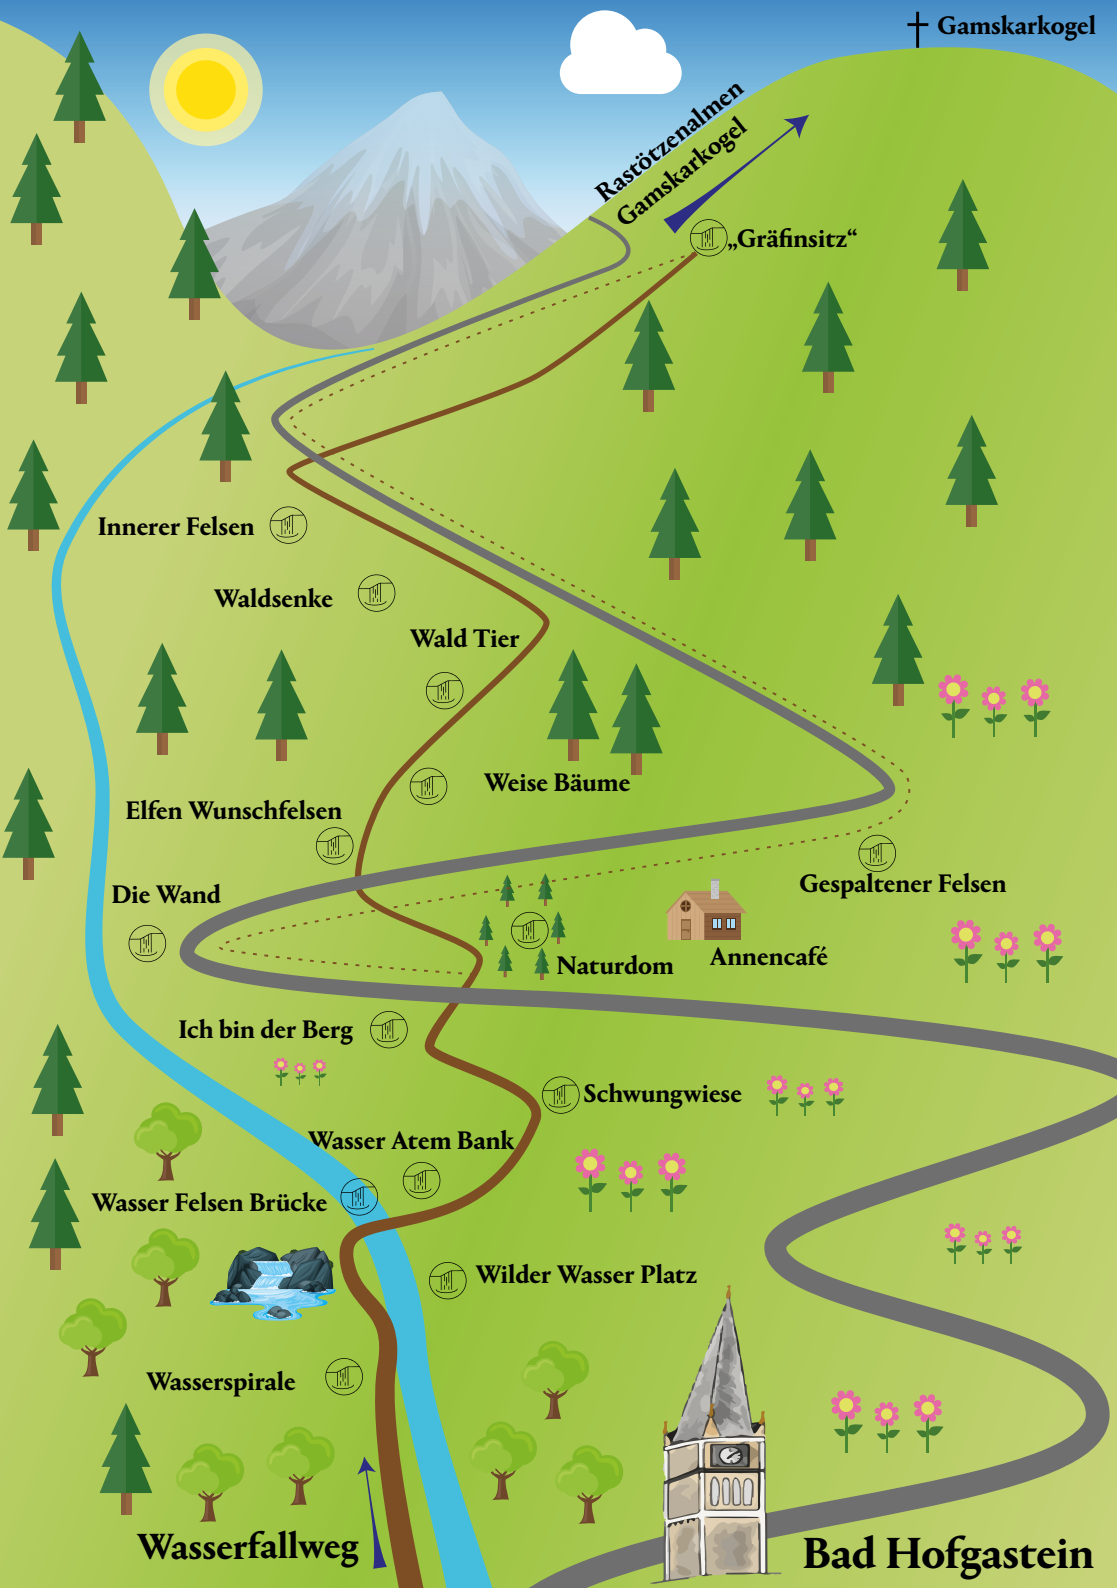 Gamskarkogel
Rastötzenalmen
Gamskarkogel
„Gräfinsitz“
Innerer Felsen
Waldsenke
Wald Tier
Weise Bäume
Elfen Wunschfelsen
Gespaltener Felsen
Die Wand
Naturdom
Annencafé
Ich bin der Berg
Schwungwiese
Wasser Atem Bank
Wasser Felsen Brücke
Wilder Wasser Platz
Wasserspirale
Wasserfallweg
Bad Hofgastein